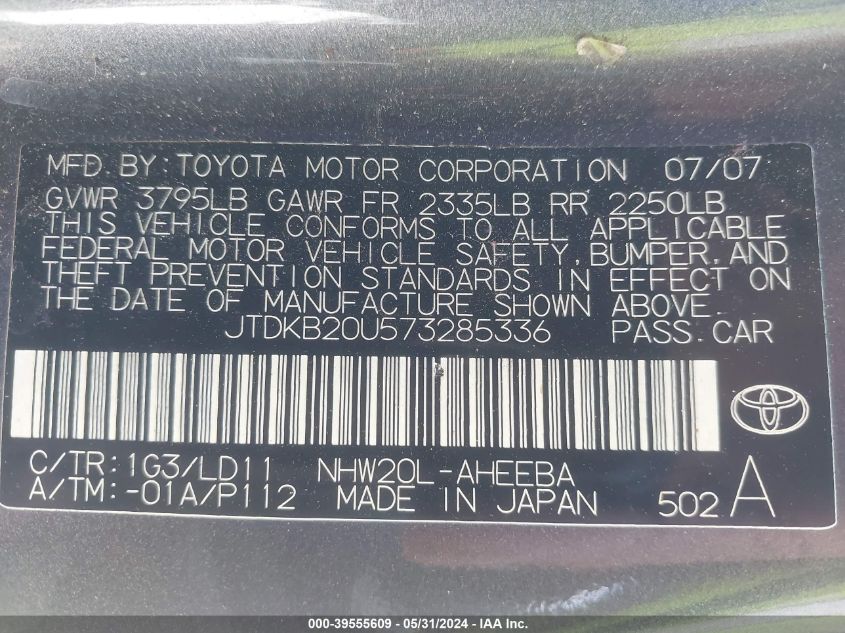 MFD. BY: TOYOTA MOTOR CORPORATION 07/07
GVWR 3795LB GAWR FR 2335LB RR 2250LB
THIS VEHICLE CONFORMS TO ALL APPLICABLE
FEDERAL MOTOR VEHICLE SAFETY, BUMPER, AND
THEFT PREVENTION STANDARDS IN EFFECT ON
THE DATE OF MANUFACTURE SHOWN ABOVE.
JTDKB20U573285336 PASS. CAR
C/TR: 1G3/LD11 NHW20L-AHEEBA
A/TM: -01A/P112 MADE IN JAPAN 502 A
000-39555609 - 05/31/2024 - IAA Inc.